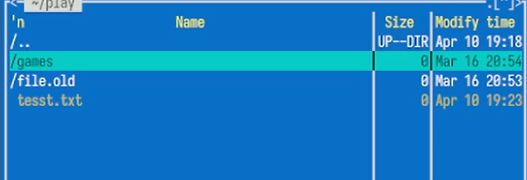 ~/play .[^]>
'n Name Size Modify time
/.. UP--DIR Apr 10 19:18
/games 0 Mar 16 20:54
/file.old 0 Mar 16 20:53
tesst.txt 0 Apr 10 19:23